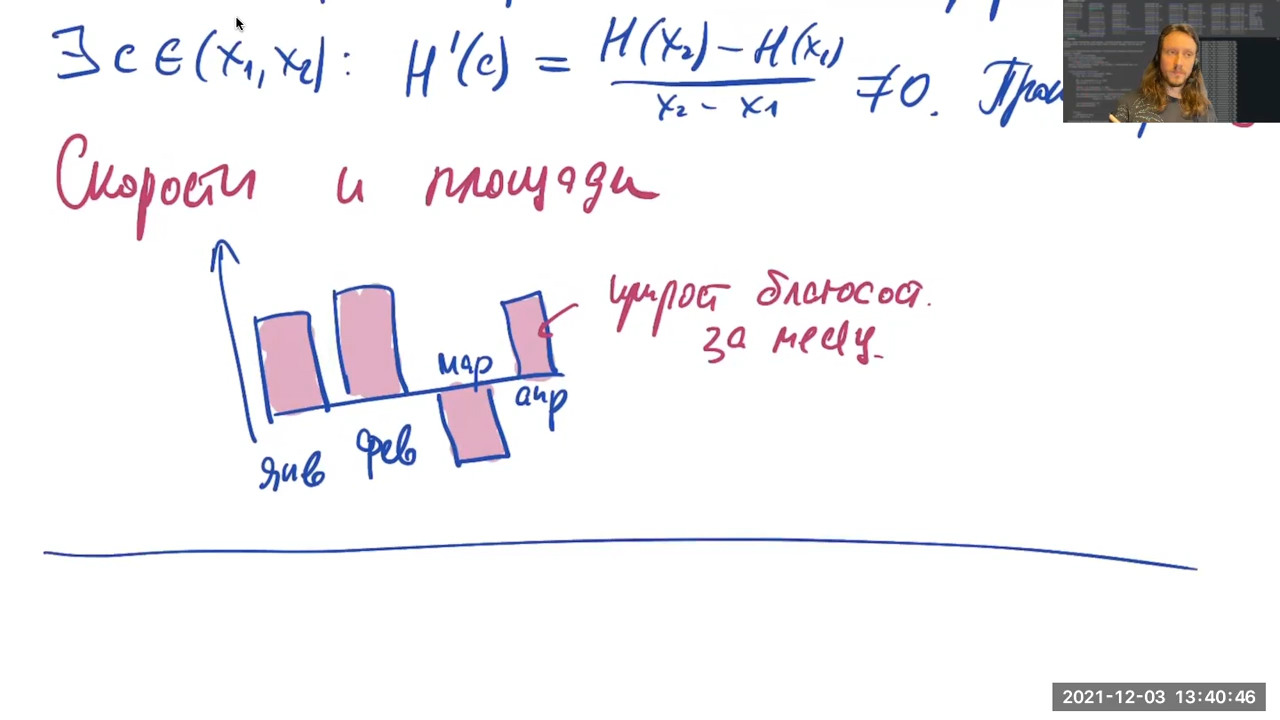 ∃ c ∈ (x₁, x₂): H'(c) = (H(x₂) − H(x₁)) / (x₂ − x₁) ≠ 0.
Скорости и площади
прирост благосост.
за месяц
мар
апр
янв фев
2021-12-03 13:40:46